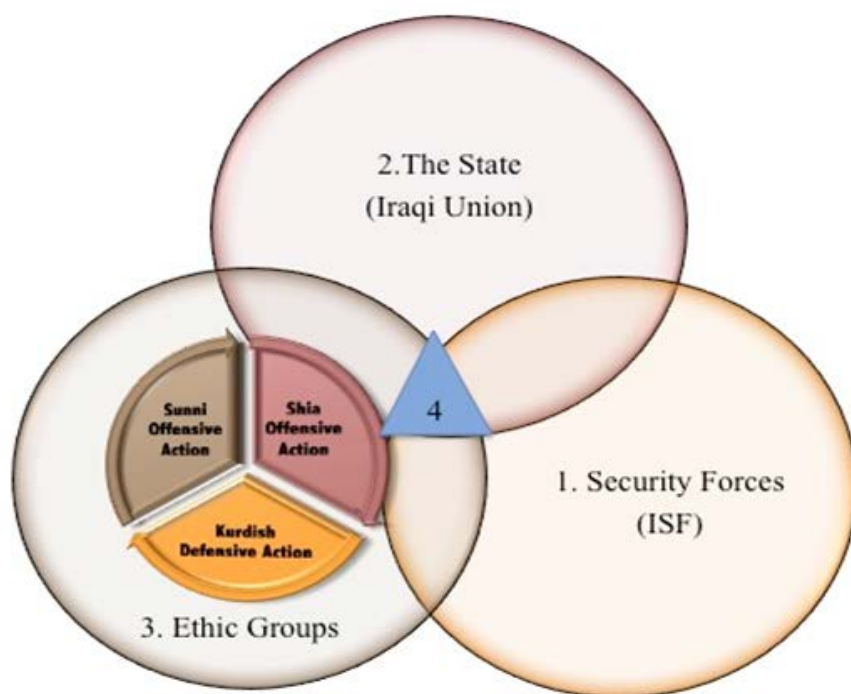 2.The State
(Iraqi Union)
Sunni
Offensive
Action
Shia
Offensive
Action
4
1. Security Forces
(ISF)
Kurdish
Defensive Action
3. Ethic Groups